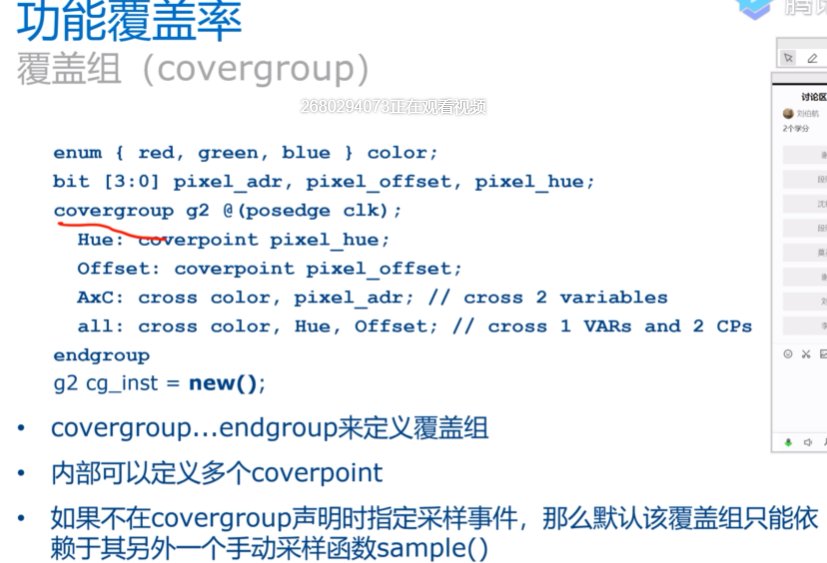 功能覆盖率
覆盖组（covergroup）
2680294073正在观看视频
enum { red, green, blue } color;
bit [3:0] pixel_adr, pixel_offset, pixel_hue;
covergroup g2 @(posedge clk);
Hue: coverpoint pixel_hue;
Offset: coverpoint pixel_offset;
AxC: cross color, pixel_adr; // cross 2 variables
all: cross color, Hue, Offset; // cross 1 VARs and 2 CPs
endgroup
g2 cg_inst = new();
• covergroup...endgroup来定义覆盖组
• 内部可以定义多个coverpoint
• 如果不在covergroup声明时指定采样事件，那么默认该覆盖组只能依
赖于其另外一个手动采样函数sample()
腾
讨论区
2个学分